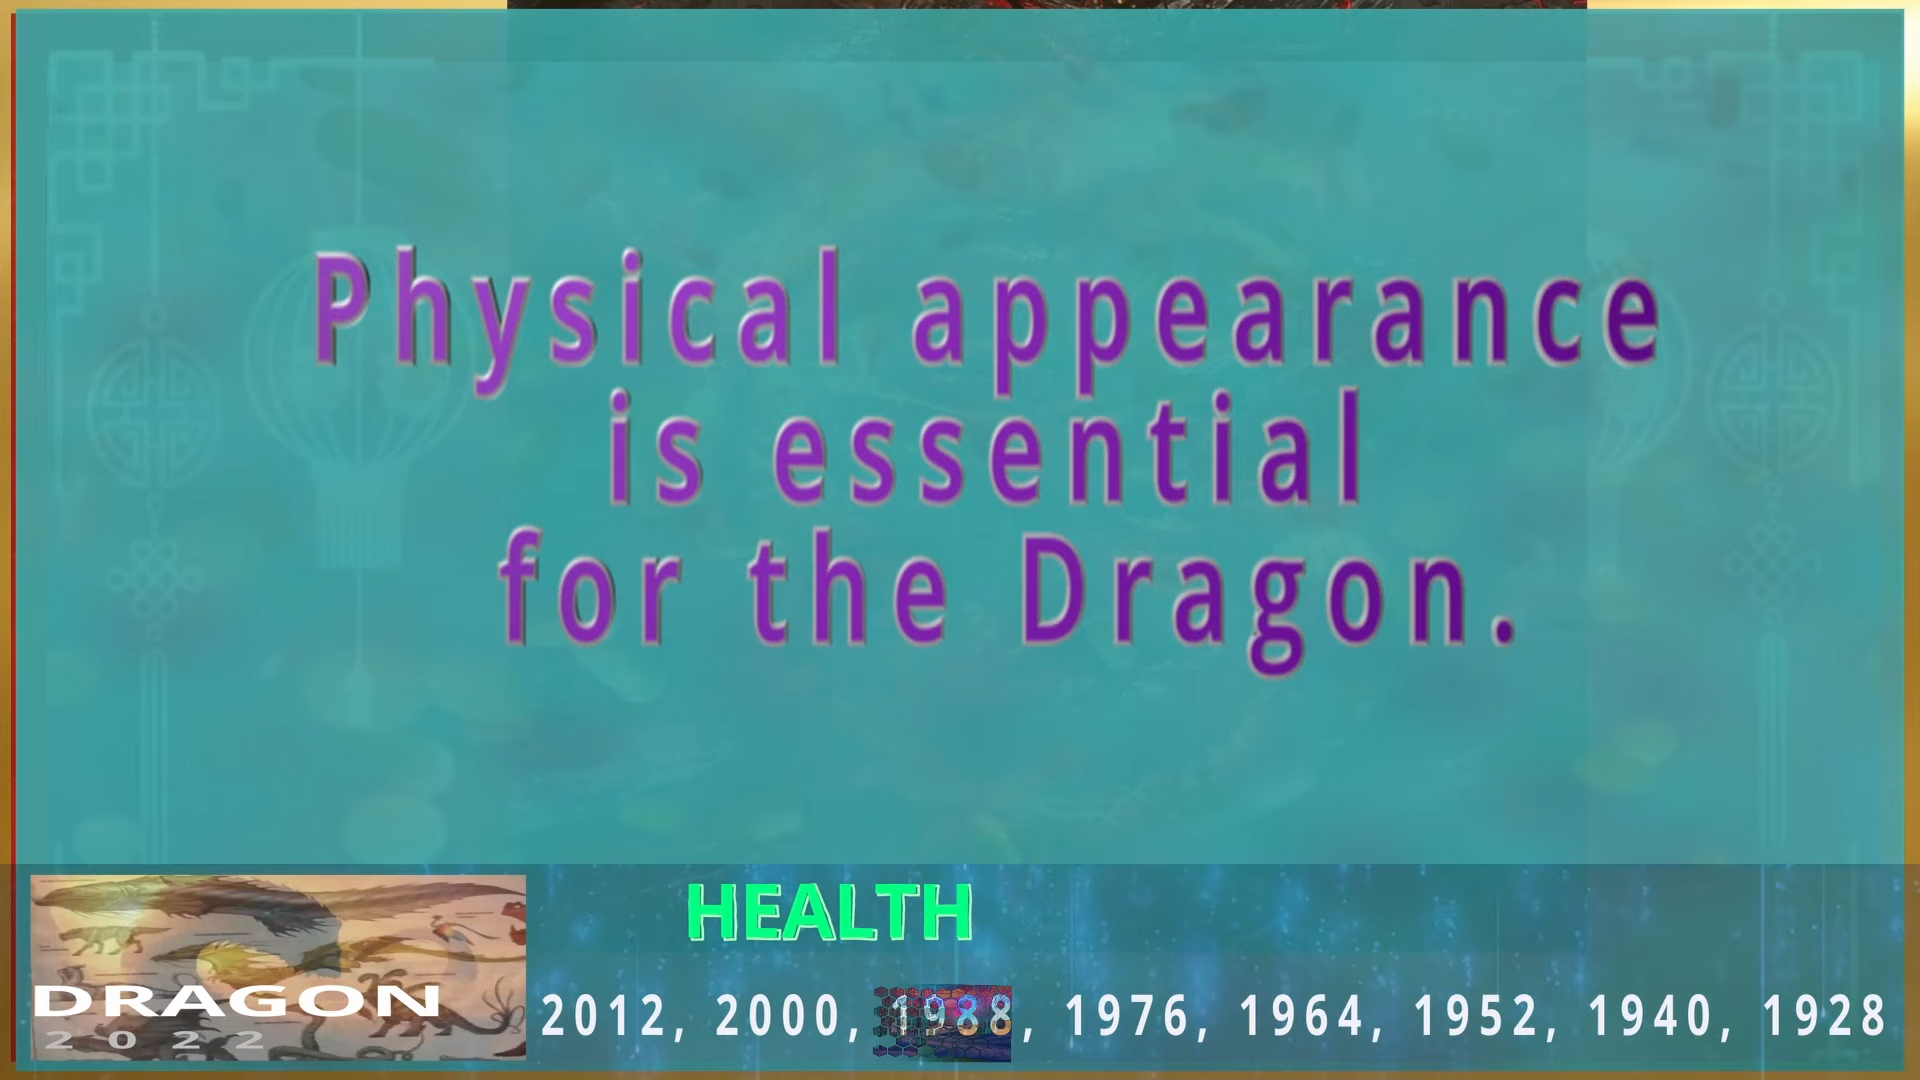 Physical appearance
is essential
for the Dragon.
HEALTH
DRAGON
2022
2012, 2000, 1988, 1976, 1964, 1952, 1940, 1928